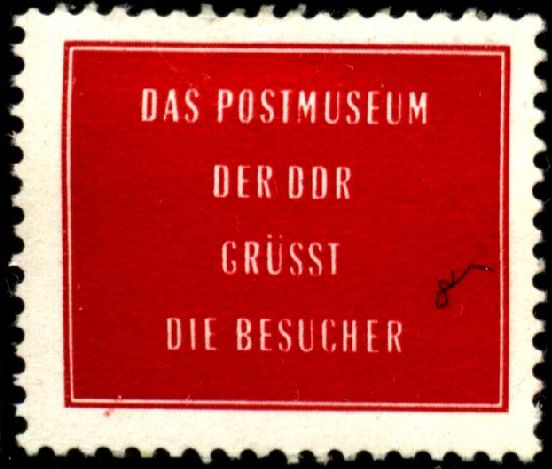 DAS POSTMUSEUM
DER DDR
GRÜSST
DIE BESUCHER